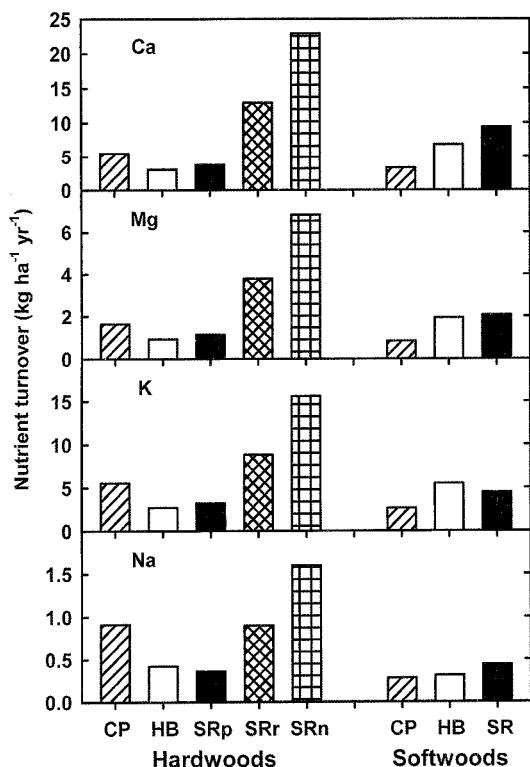 Nutrient turnover (kg ha-1 yr-1)
25
Ca
20
15
10
5
0
Mg
6
4
2
0
K
15
10
5
0
Na
1.5
1.0
0.5
0.0
CP HB SRp SRr SRn CP HB SR
Hardwoods Softwoods